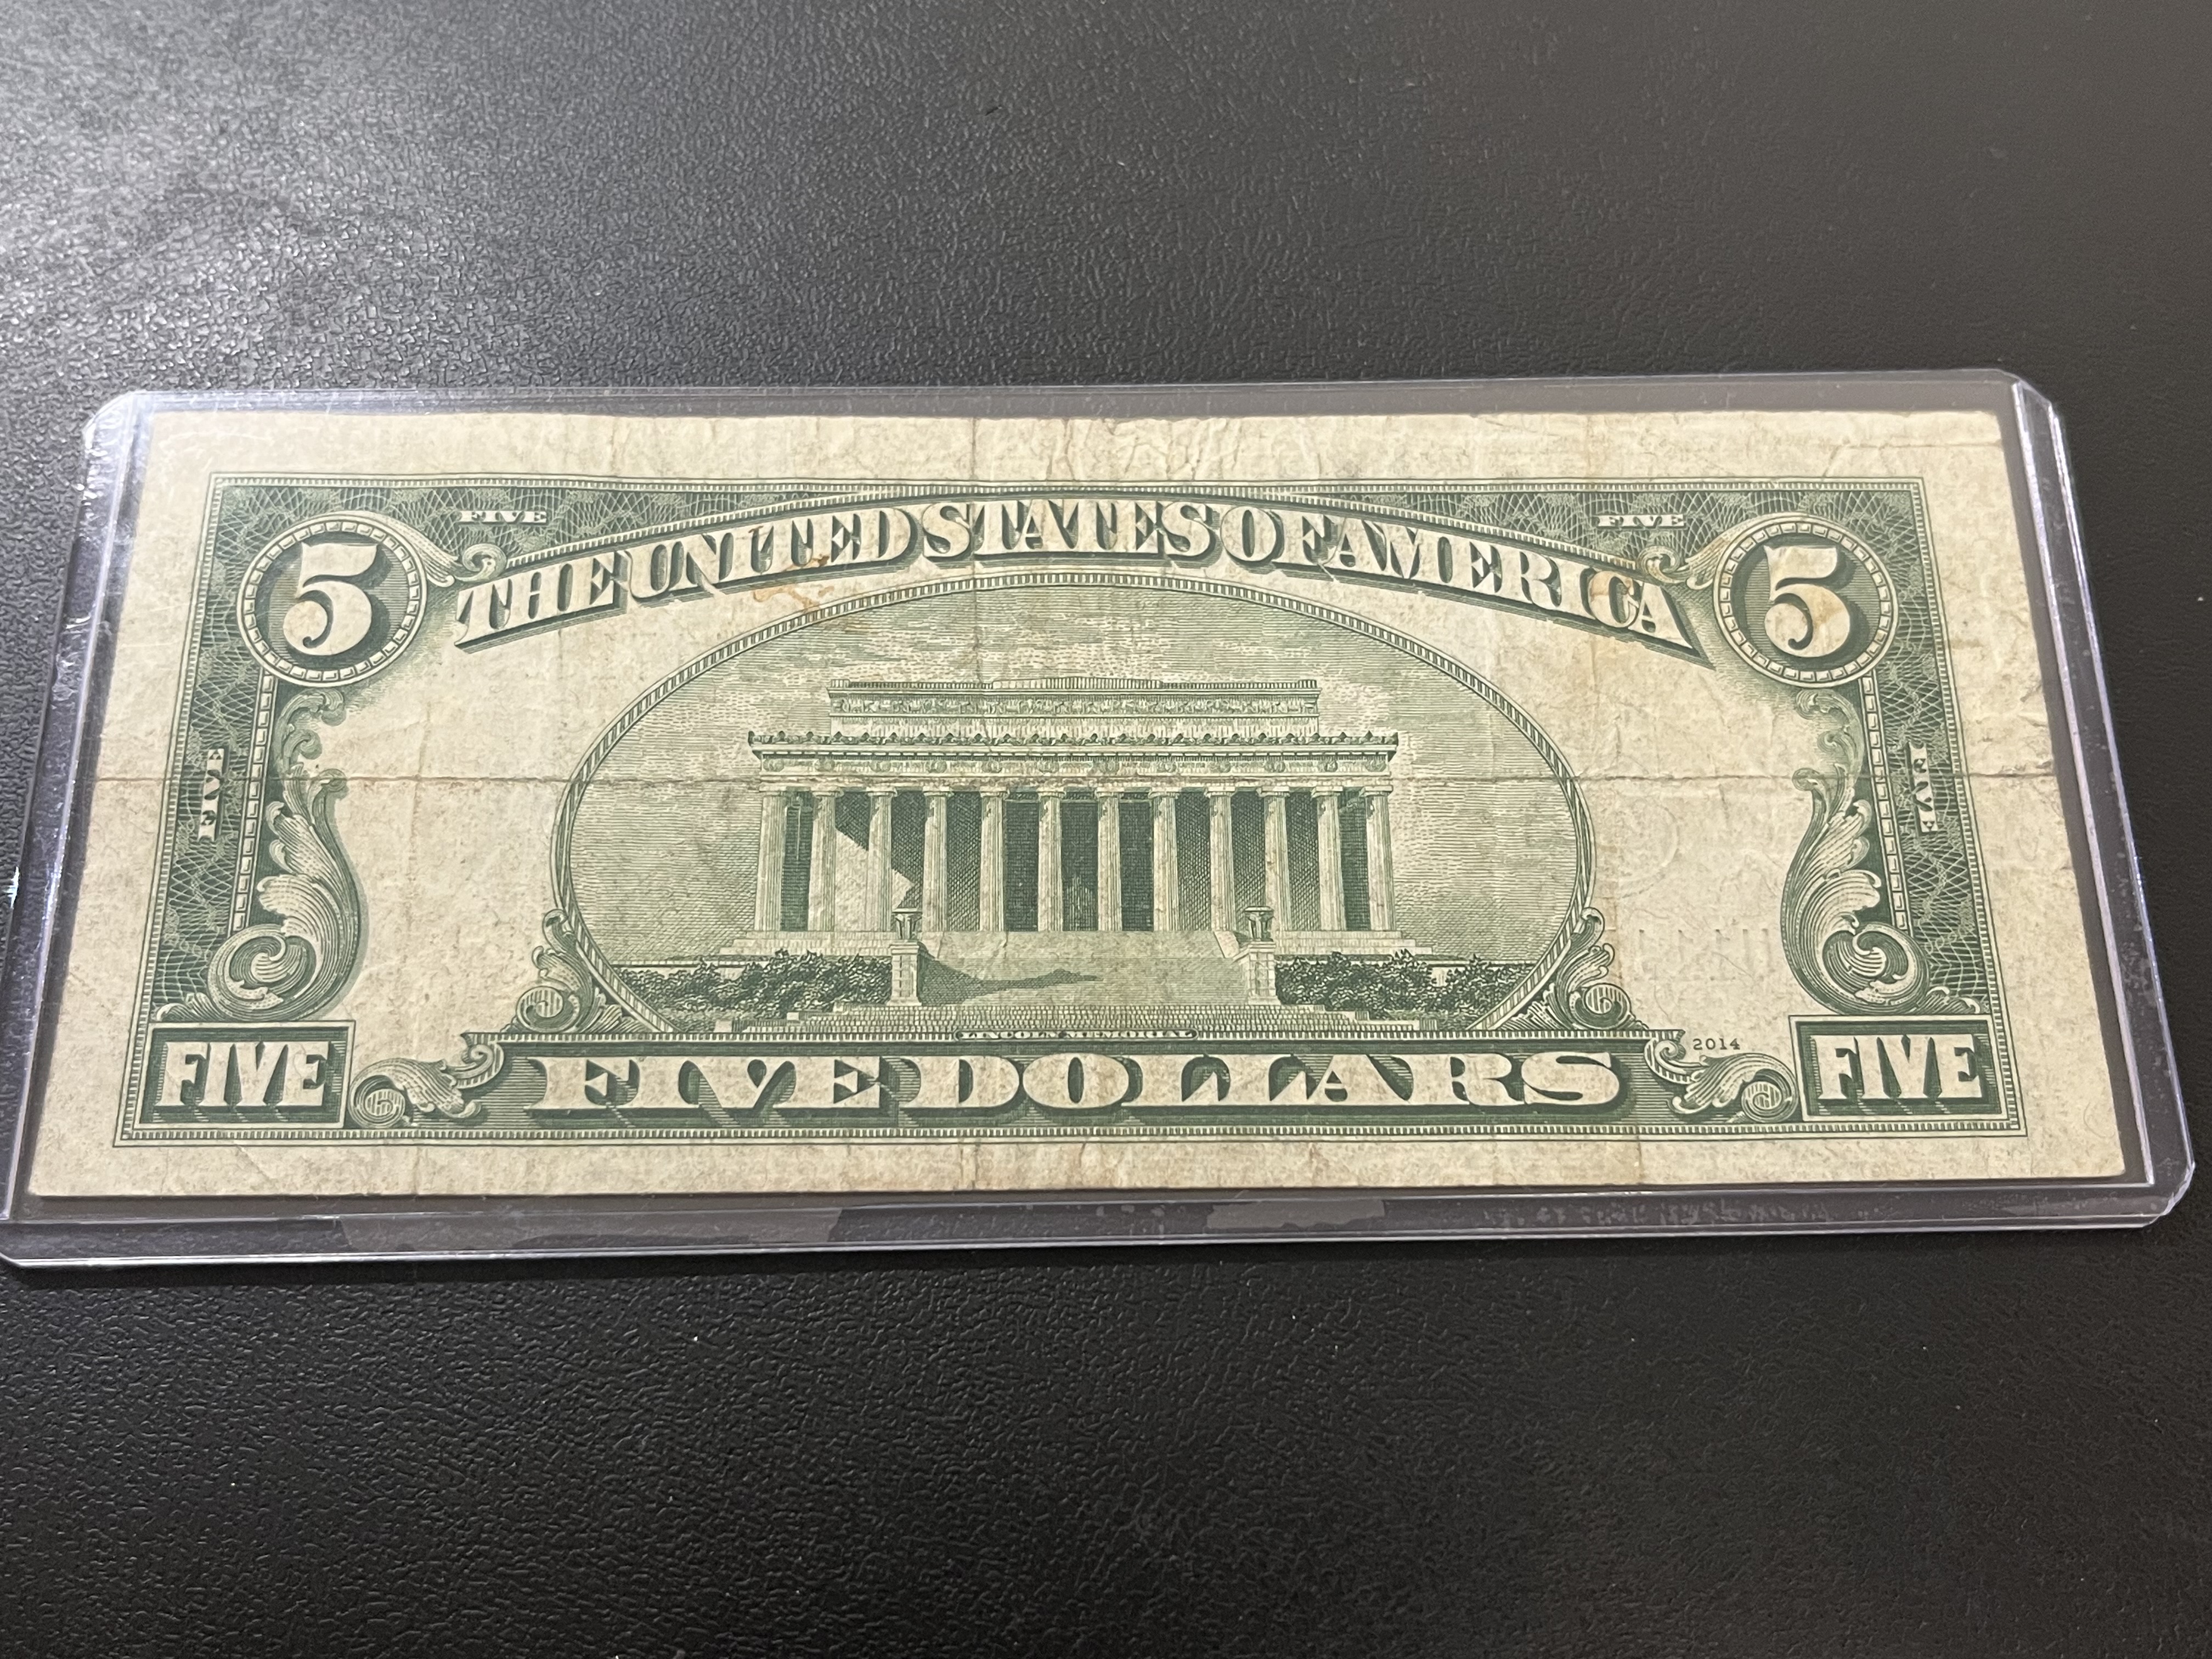 FIVE FIVE
5 THE UNITED STATES OF AMERICA 5
FIVE FIVE
LINCOLN MEMORIAL
2014
FIVE FIVE DOLLARS FIVE